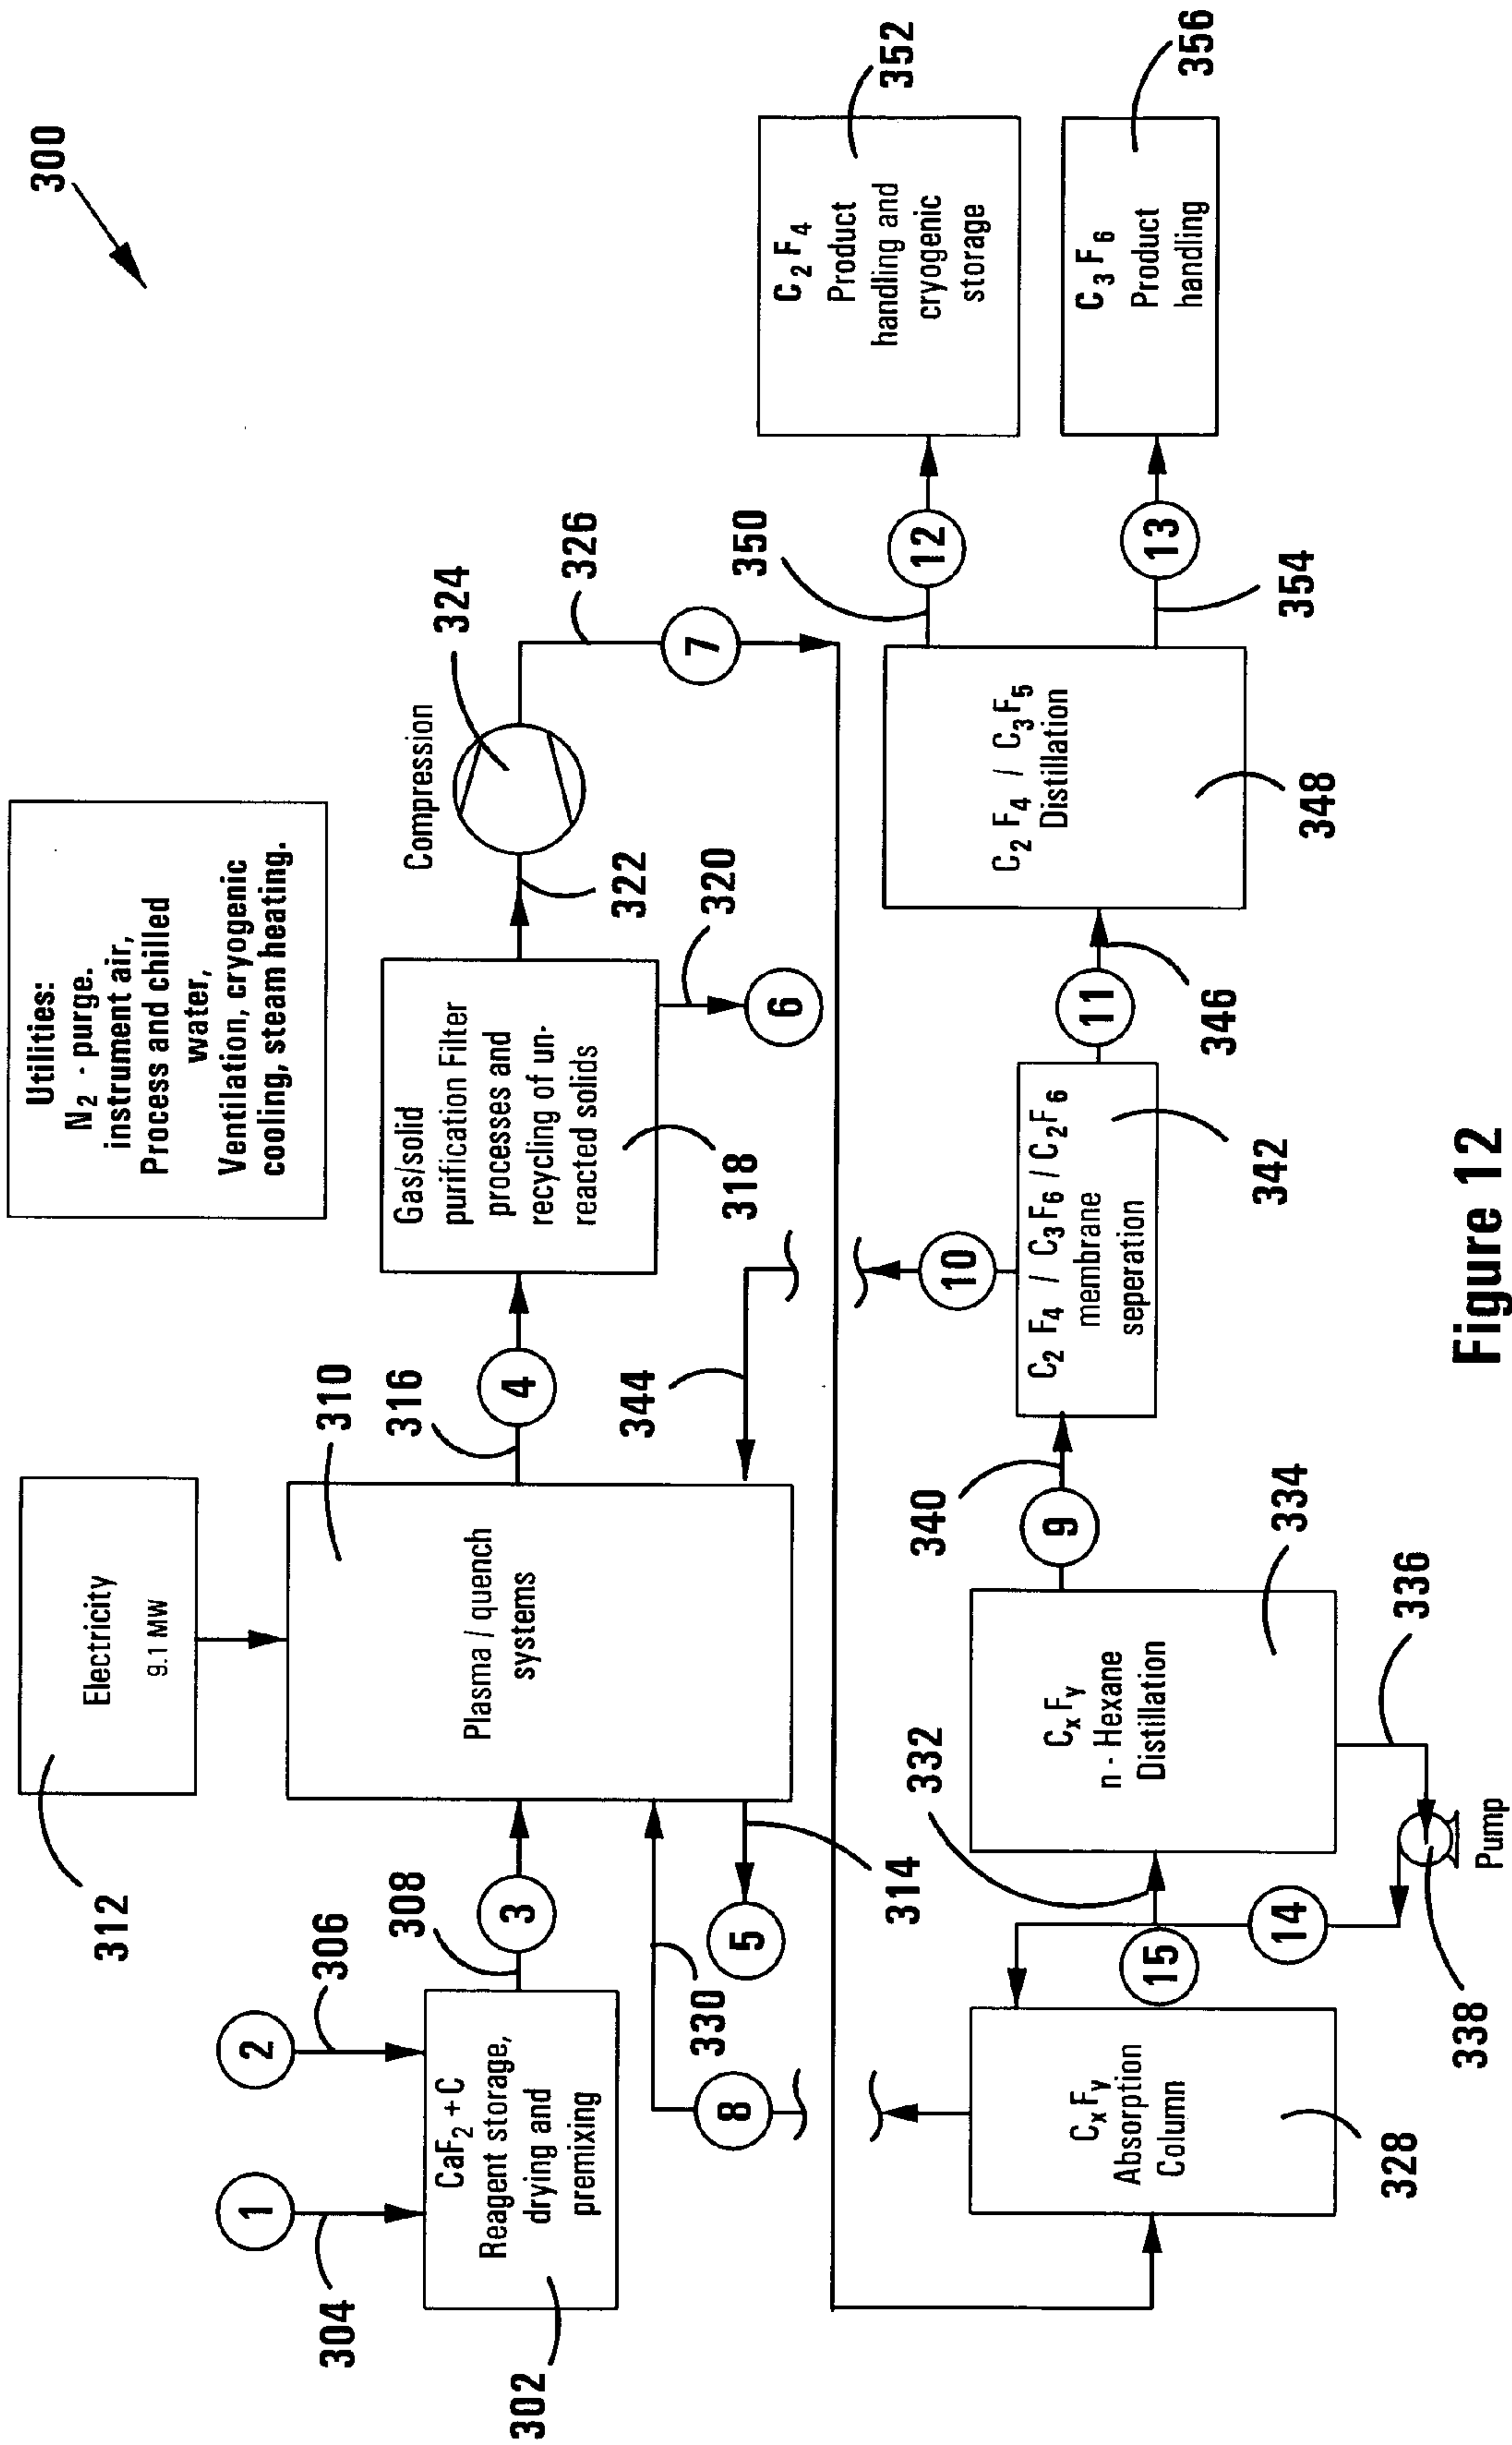 300
Utilities:
N2 - purge.
instrument air,
Process and chilled
water,
Ventilation, cryogenic
cooling, steam heating.
Electricity
9.1 MW
312
310
1
2
304
306
CaF2 + C
Reagent storage,
drying and
premixing
302
308
3
Plasma / quench
systems
316
4
Gas/solid
purification Filter
processes and
recycling of un-
reacted solids
318
322
320
6
Compression
324
326
7
8
330
5
314
344
10
CxFy
Absorption
Column
328
15
14
332
CxFy
n - Hexane
Distillation
334
336
Pump
338
340
9
C2 F4 / C3F6 / C2F6
membrane
seperation
342
11
346
C2F4 / C3F5
Distillation
348
350
12
C2F4
Product
handling and
cryogenic
storage
352
354
13
C3F6
Product
handling
356
Figure 12